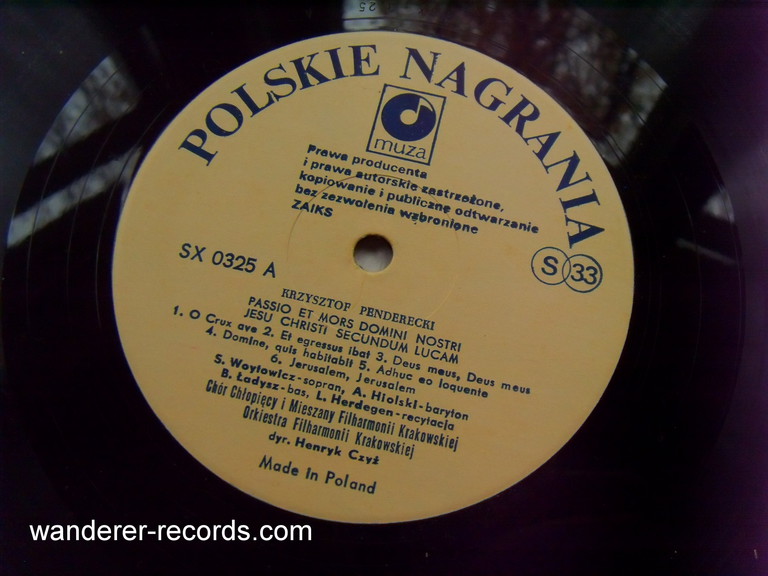 25
POLSKIE NAGRANIA
muza
Prawa producenta
i prawa autorskie zastrzeżone,
kopiowanie i publiczne odtwarzanie
bez zezwolenia wzbronione
ZAIKS
S 33
SX 0325 A
KRZYSZTOF PENDERECKI
PASSIO ET MORS DOMINI NOSTRI
JESU CHRISTI SECUNDUM LUCAM
1. O Crux ave 2. Et egressus ibat 3. Deus meus, Deus meus
4. Domine, quis habitabit 5. Adhuc eo loquente
6. Jerusalem, Jerusalem
S. Woytowicz-sopran, A. Hiolski-baryton
B. Ładysz-bas, L. Herdegen-recytacja
Chór Chłopięcy i Mieszany Filharmonii Krakowskiej
Orkiestra Filharmonii Krakowskiej
dyr. Henryk Czyż
Made in Poland
wanderer-records.com